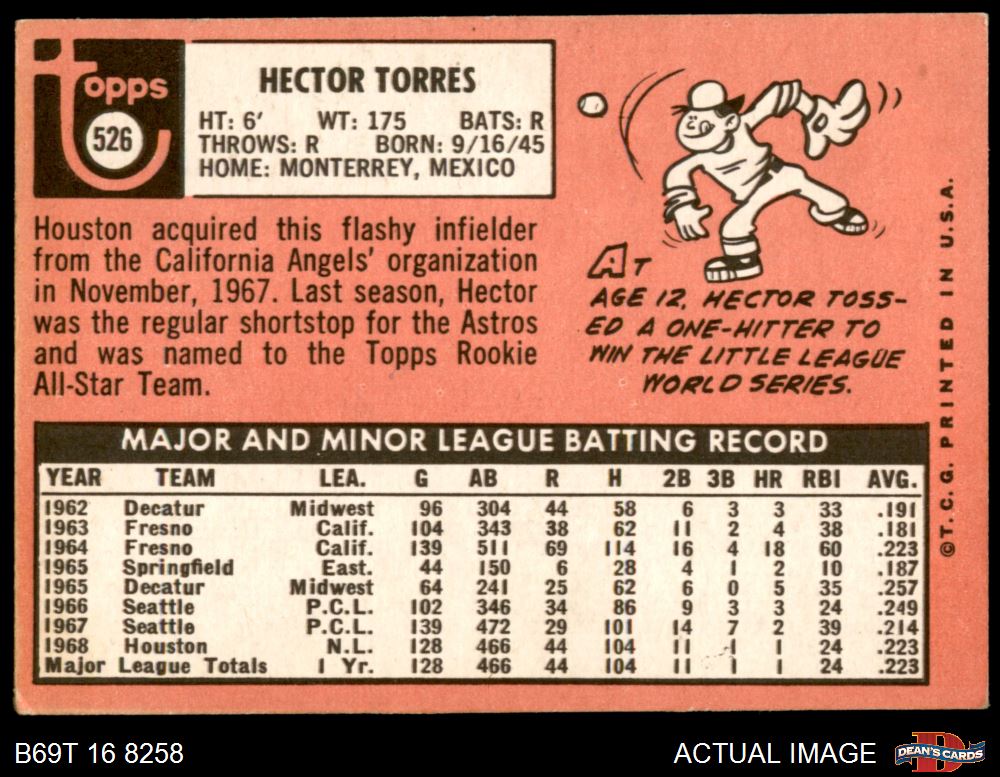 Topps
526
HECTOR TORRES
HT: 6' WT: 175 BATS: R
THROWS: R BORN: 9/16/45
HOME: MONTERREY, MEXICO
Houston acquired this flashy infielder
from the California Angels' organization
in November, 1967. Last season, Hector
was the regular shortstop for the Astros
and was named to the Topps Rookie
All-Star Team.
AT
AGE 12, HECTOR TOSS-
ED A ONE-HITTER TO
WIN THE LITTLE LEAGUE
WORLD SERIES.
©T.C.G. PRINTED IN U.S.A.
MAJOR AND MINOR LEAGUE BATTING RECORD
YEAR TEAM LEA. G AB R H 2B 3B HR RBI AVG.
1962 Decatur Midwest 96 304 44 58 6 3 3 33 .191
1963 Fresno Calif. 104 343 38 62 11 2 4 38 .181
1964 Fresno Calif. 139 511 69 114 16 4 18 60 .223
1965 Springfield East. 44 150 6 28 4 1 2 10 .187
1965 Decatur Midwest 64 241 25 62 6 0 5 35 .257
1966 Seattle P.C.L. 102 346 34 86 9 3 3 24 .249
1967 Seattle P.C.L. 139 472 29 101 14 7 2 39 .214
1968 Houston N.L. 128 466 44 104 11 1 1 24 .223
Major League Totals 1 Yr. 128 466 44 104 11 1 1 24 .223
B69T 16 8258
ACTUAL IMAGE
D
DEAN'S CARDS